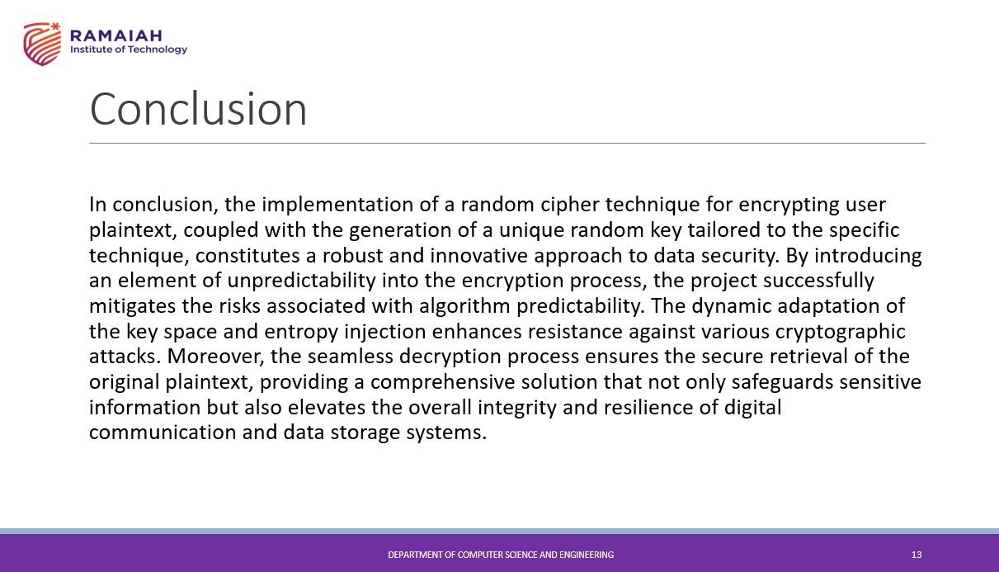 RAMAIAH
Institute of Technology
Conclusion
In conclusion, the implementation of a random cipher technique for encrypting user
plaintext, coupled with the generation of a unique random key tailored to the specific
technique, constitutes a robust and innovative approach to data security. By introducing
an element of unpredictability into the encryption process, the project successfully
mitigates the risks associated with algorithm predictability. The dynamic adaptation of
the key space and entropy injection enhances resistance against various cryptographic
attacks. Moreover, the seamless decryption process ensures the secure retrieval of the
original plaintext, providing a comprehensive solution that not only safeguards sensitive
information but also elevates the overall integrity and resilience of digital
communication and data storage systems.
DEPARTMENT OF COMPUTER SCIENCE AND ENGINEERING
13